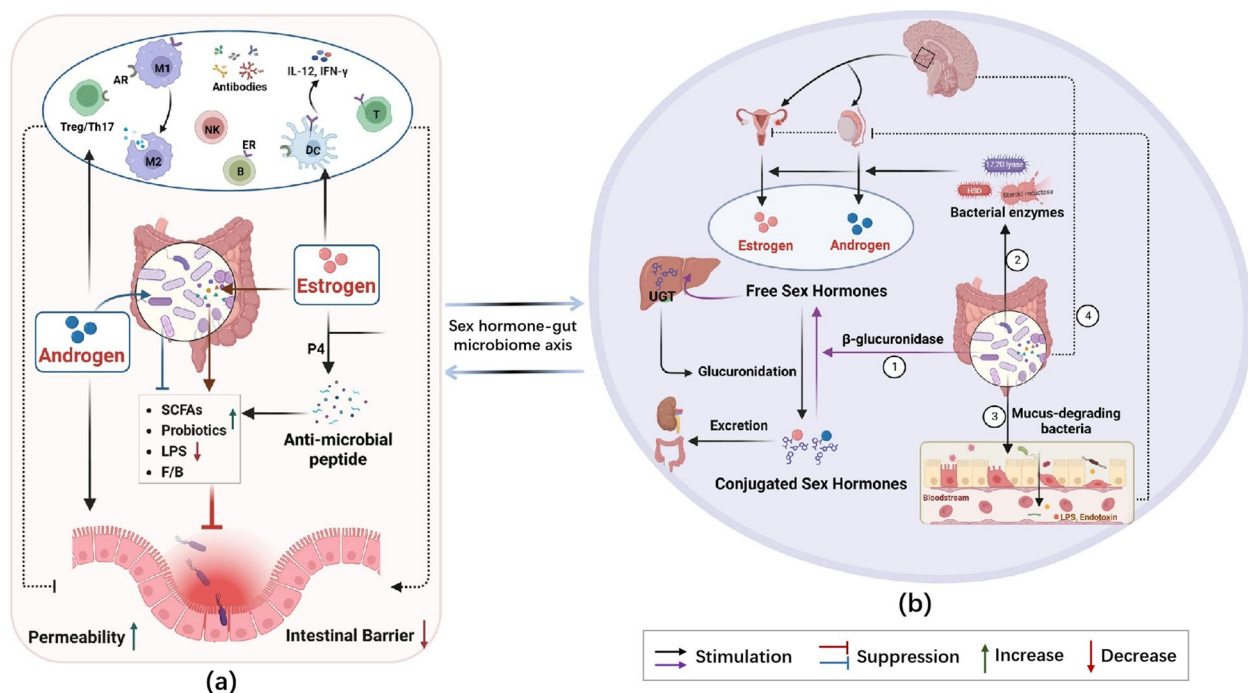 AR
M1
Antibodies
IL-12, IFN-γ
T
Treg/Th17
M2
NK
ER
B
DC
Estrogen
Androgen
P4
• SCFAs
• Probiotics
• LPS
• F/B
Anti-microbial
peptide
Permeability
Intestinal Barrier
(a)
Sex hormone-gut
microbiome axis
17,20 lyase
HSD
steroid reductase
Bacterial enzymes
Estrogen
Androgen
UGT
Free Sex Hormones
2
4
β-glucuronidase
1
Glucuronidation
3
Mucus-degrading
bacteria
Excretion
Conjugated Sex Hormones
Bloodstream
LPS, Endotoxin
(b)
Stimulation
Suppression
Increase
Decrease